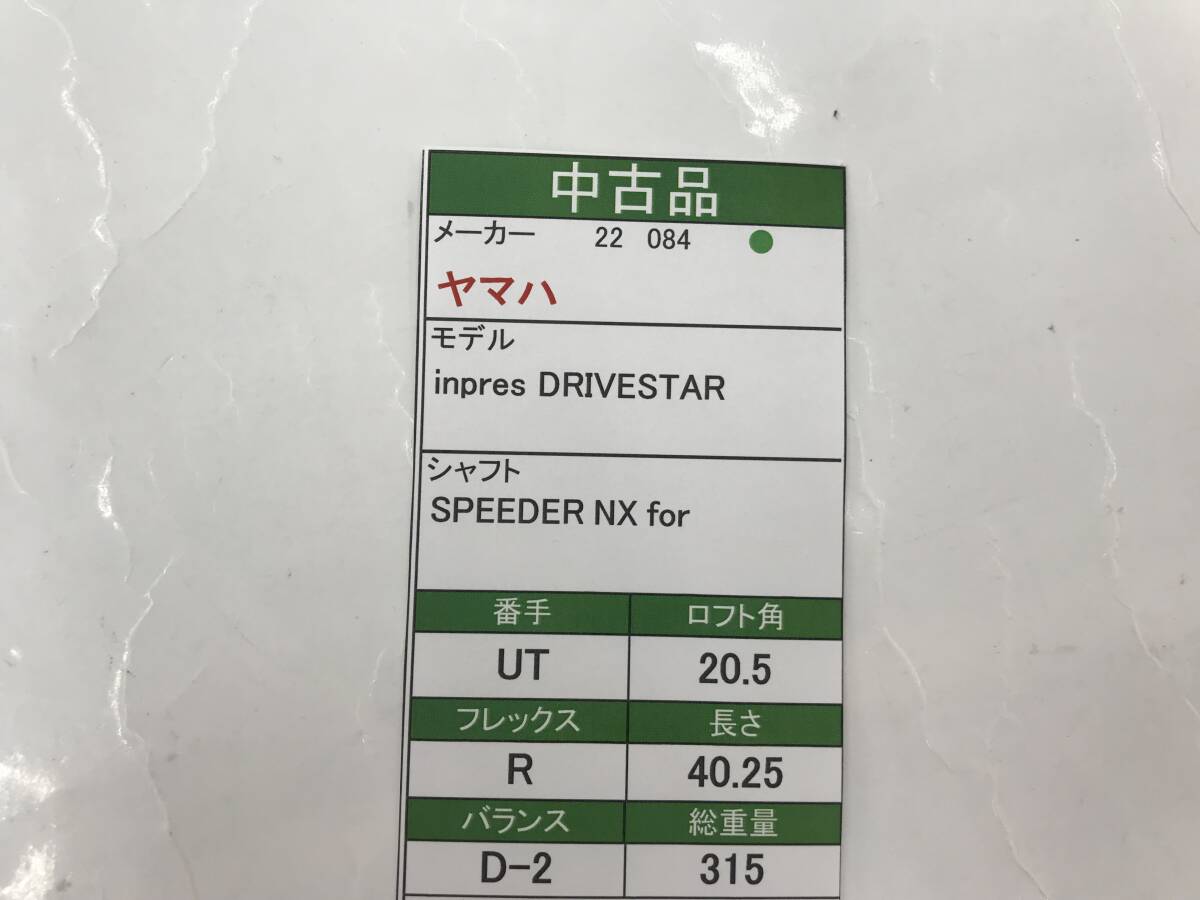 中古品
メーカー 22 084
ヤマハ
モデル
inpres DRIVESTAR
シャフト
SPEEDER NX for
番手 ロフト角
UT 20.5
フレックス 長さ
R 40.25
バランス 総重量
D-2 315